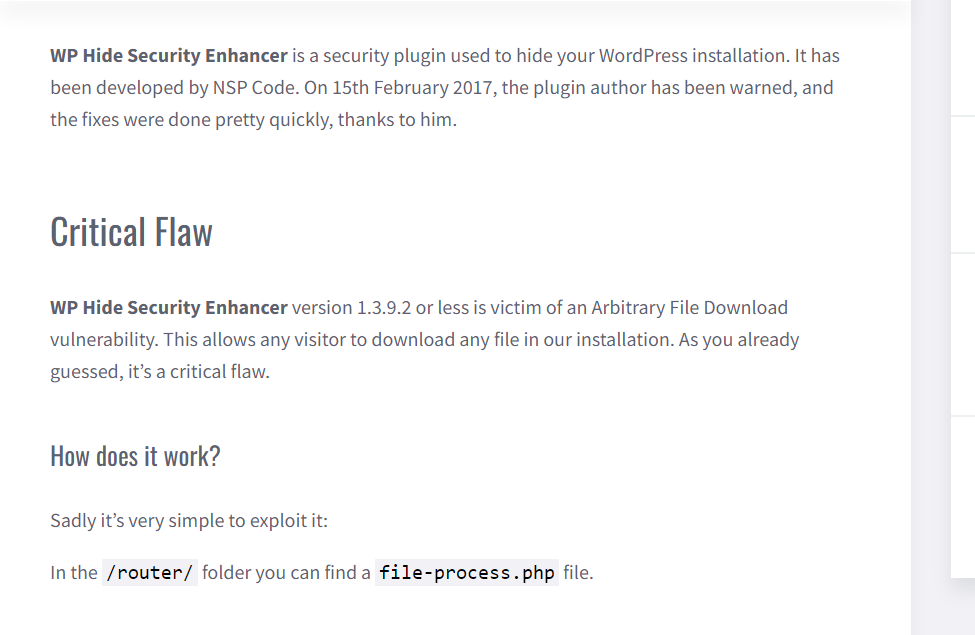 WP Hide Security Enhancer is a security plugin used to hide your WordPress installation. It has
been developed by NSP Code. On 15th February 2017, the plugin author has been warned, and
the fixes were done pretty quickly, thanks to him.
Critical Flaw
WP Hide Security Enhancer version 1.3.9.2 or less is victim of an Arbitrary File Download
vulnerability. This allows any visitor to download any file in our installation. As you already
guessed, it’s a critical flaw.
How does it work?
Sadly it’s very simple to exploit it:
In the /router/ folder you can find a file-process.php file.